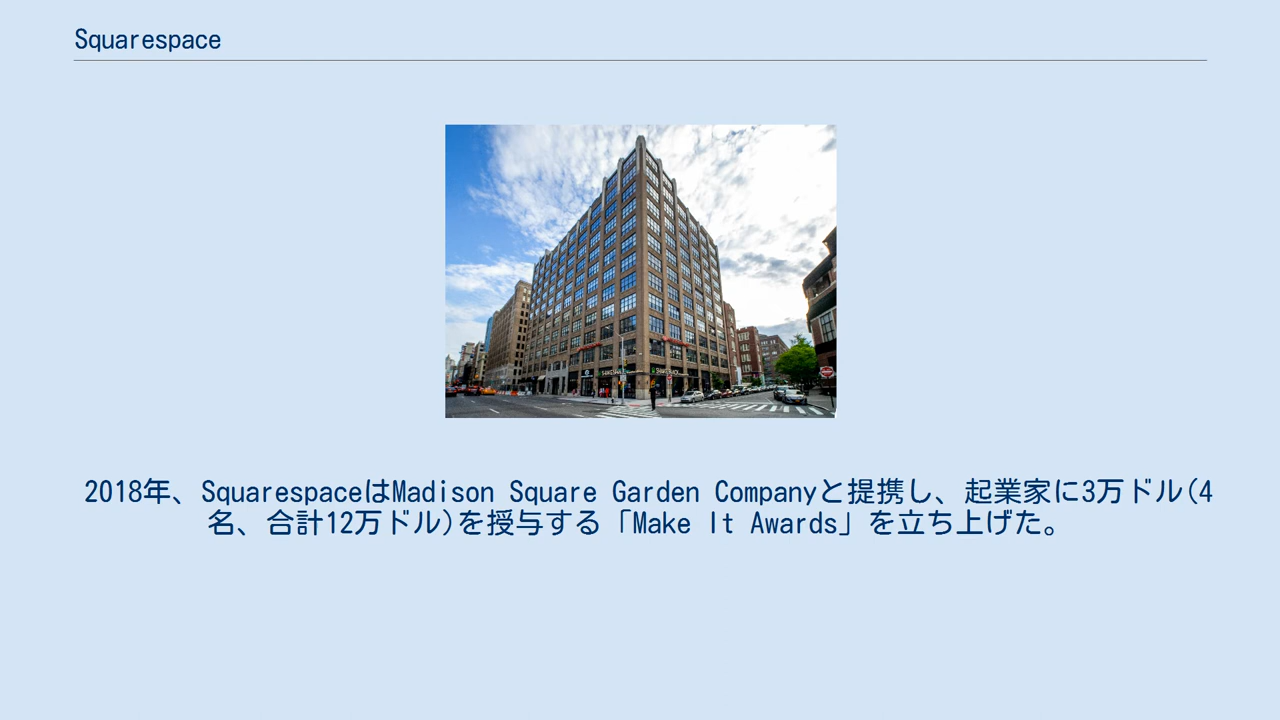 Squarespace
2018年、SquarespaceはMadison Square Garden Companyと提携し、起業家に3万ドル(4
名、合計12万ドル)を授与する「Make It Awards」を立ち上げた。